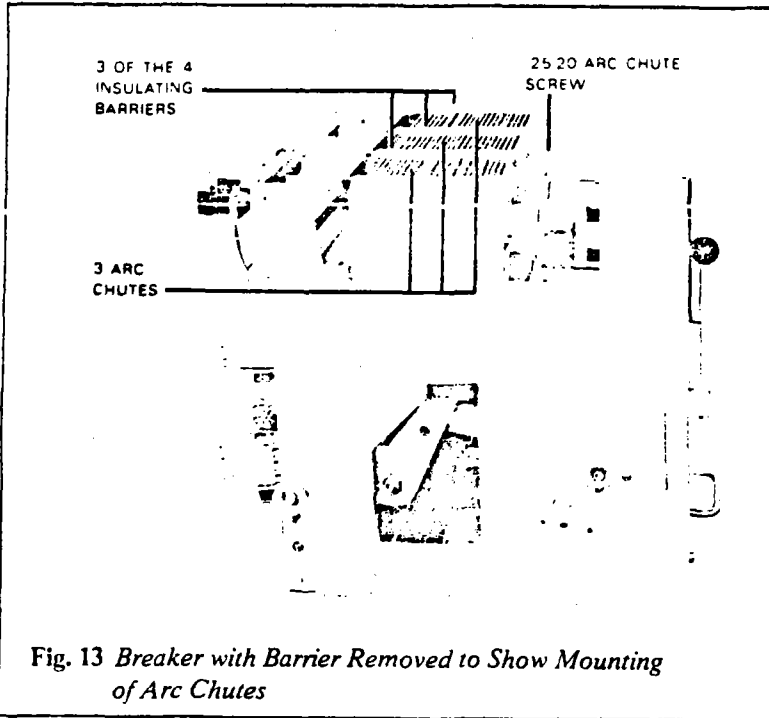 3 OF THE 4
INSULATING
BARRIERS
25 20 ARC CHUTE
SCREW
3 ARC
CHUTES
Fig. 13 Breaker with Barrier Removed to Show Mounting
of Arc Chutes